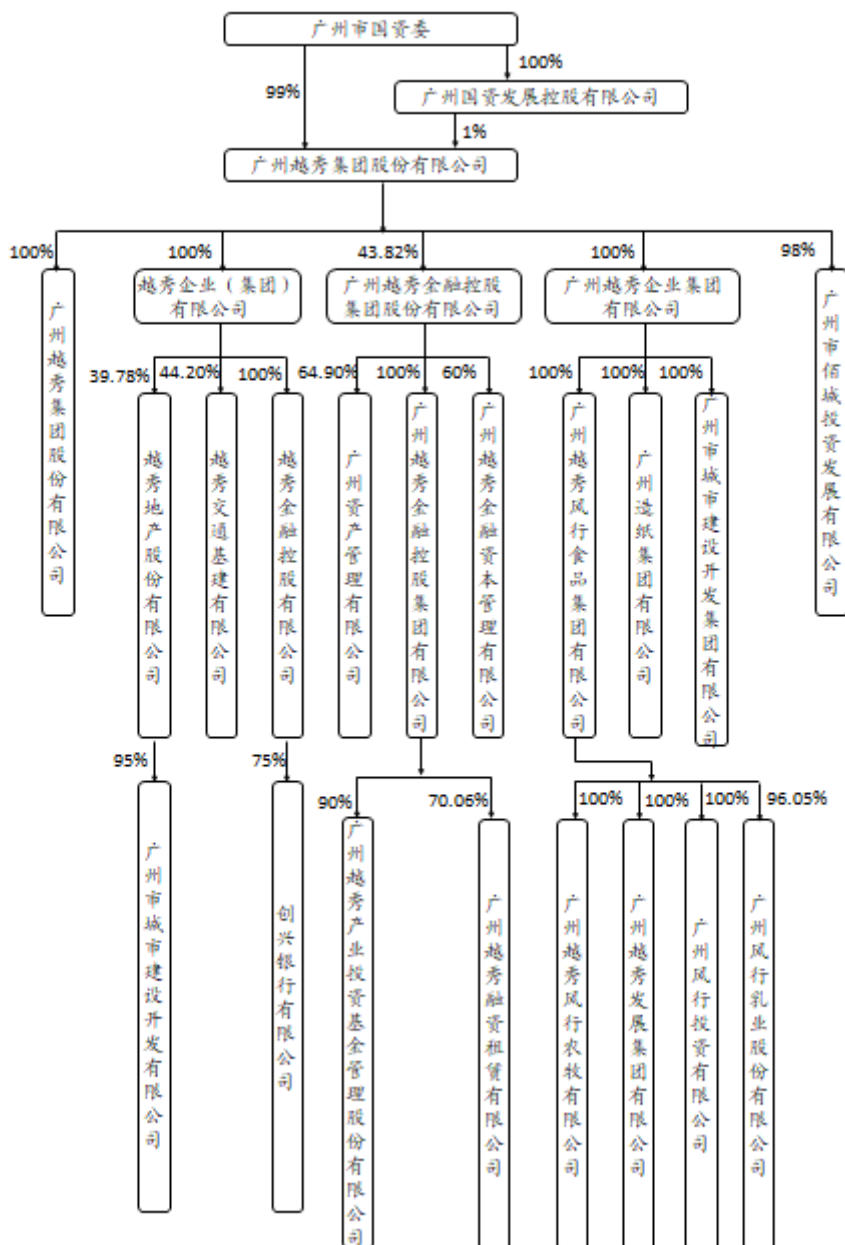 广州市国资委
100%
99%
广州国资发展控股有限公司
1%
广州越秀集团股份有限公司
100%
100%
43.82%
100%
98%
广州越秀集团股份有限公司
越秀企业（集团）
有限公司
广州越秀金融控股
集团股份有限公司
广州越秀企业集团
有限公司
广州市佰城投资发展有限公司
39.78%
44.20%
100%
64.90%
100%
60%
100%
100%
100%
越秀地产股份有限公司
越秀交通基建有限公司
越秀金融控股有限公司
广州资产管理有限公司
广州越秀金融控股集团有限公司
广州越秀金融资本管理有限公司
广州越秀风行食品集团有限公司
广州造纸集团有限公司
广州市城市建设开发集团有限公司
95%
75%
90%
70.06%
100%
100%
100%
96.05%
广州市城市建设开发有限公司
创兴银行有限公司
广州越秀产业投资基金管理股份有限公司
广州越秀融资租赁有限公司
广州越秀风行农牧有限公司
广州越秀发展集团有限公司
广州风行投资有限公司
广州风行乳业股份有限公司